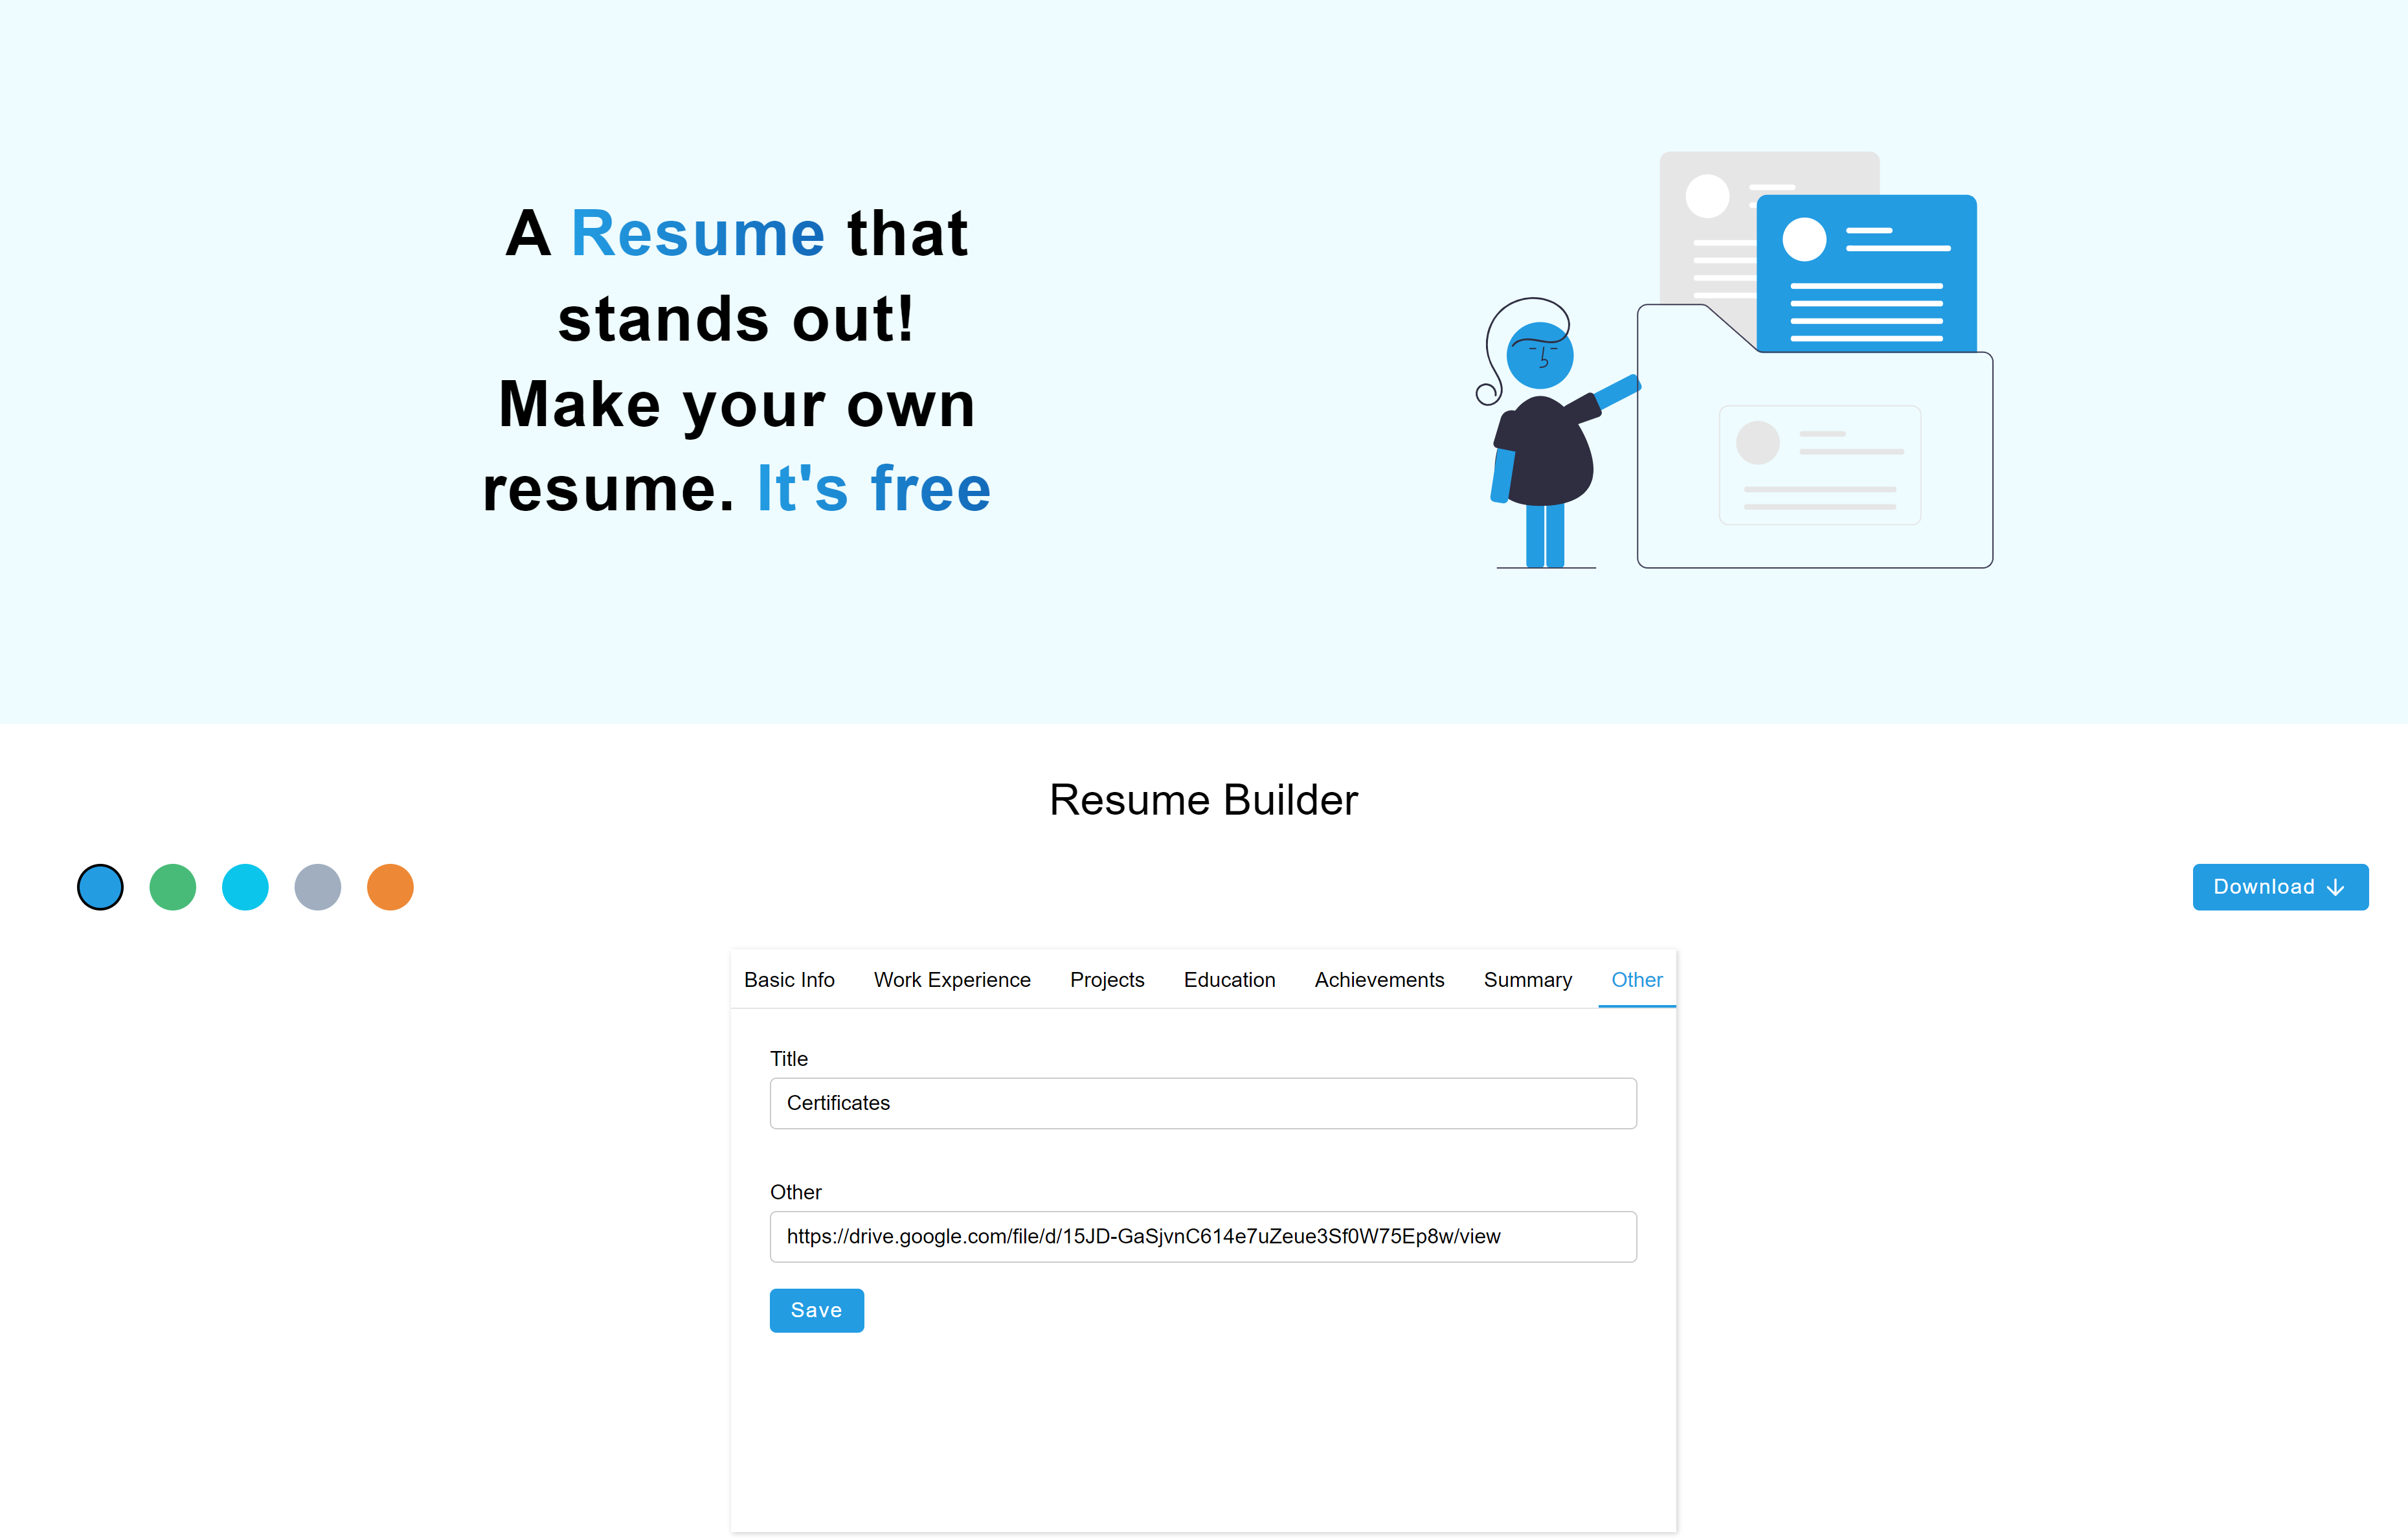 A Resume that
stands out!
Make your own
resume. It's free
Resume Builder
Download
Basic Info Work Experience Projects Education Achievements Summary Other
Title
Certificates
Other
https://drive.google.com/file/d/15JD-GaSjvnC614e7uZeue3Sf0W75Ep8w/view
Save